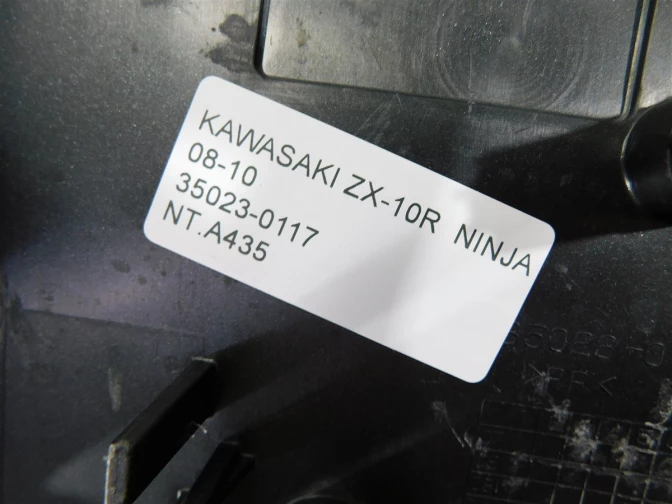 KAWASAKI ZX-10R NINJA
08-10
35023-0117
NT.A435